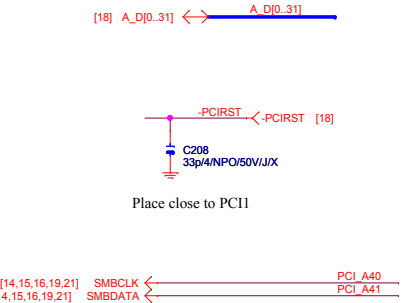 [18] A_D[0..31] A_D[0..31]
-PCIRST -PCIRST [18]
C208
33p/4/NPO/50V/J/X
Place close to PCI1
[14,15,16,19,21] SMBCLK PCI_A40
4,15,16,19,21] SMBDATA PCI_A41